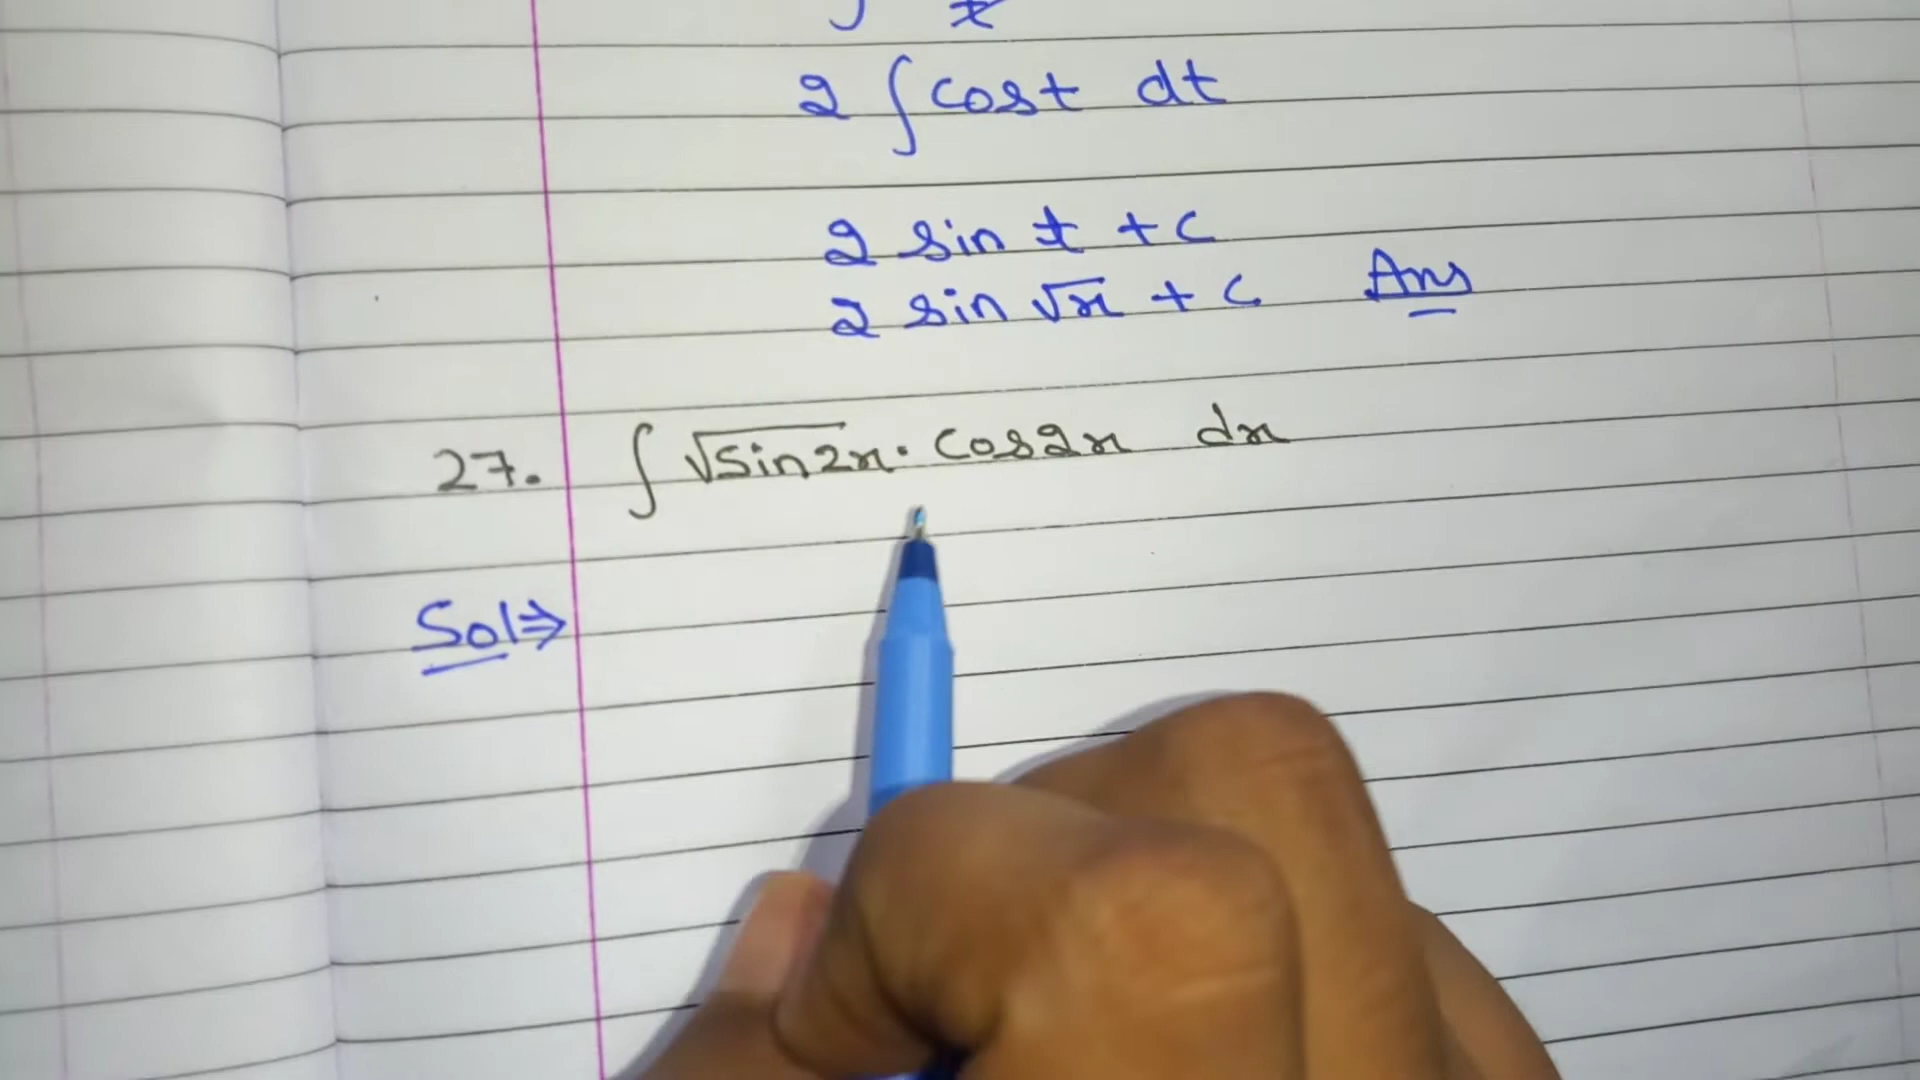 ∫ t
2 ∫ cost dt
2 sin t + c
2 sin √x + c Ans
27. ∫ √sin2x · cos2x dx
Sol⇒